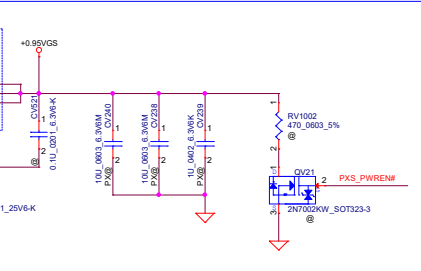 +0.95VGS
CV521
0.1U_0201_6.3V6-K
1
2
@
CV240
10U_0603_6.3V6M
1
2
PX@
CV238
10U_0603_6.3V6M
1
2
PX@
CV239
1U_0402_6.3V6K
1
2
PX@
1
RV1002
470_0603_5%
@
2
1
QV21
2
PXS_PWREN#
3
2N7002KW_SOT323-3
@
1_25V6-K